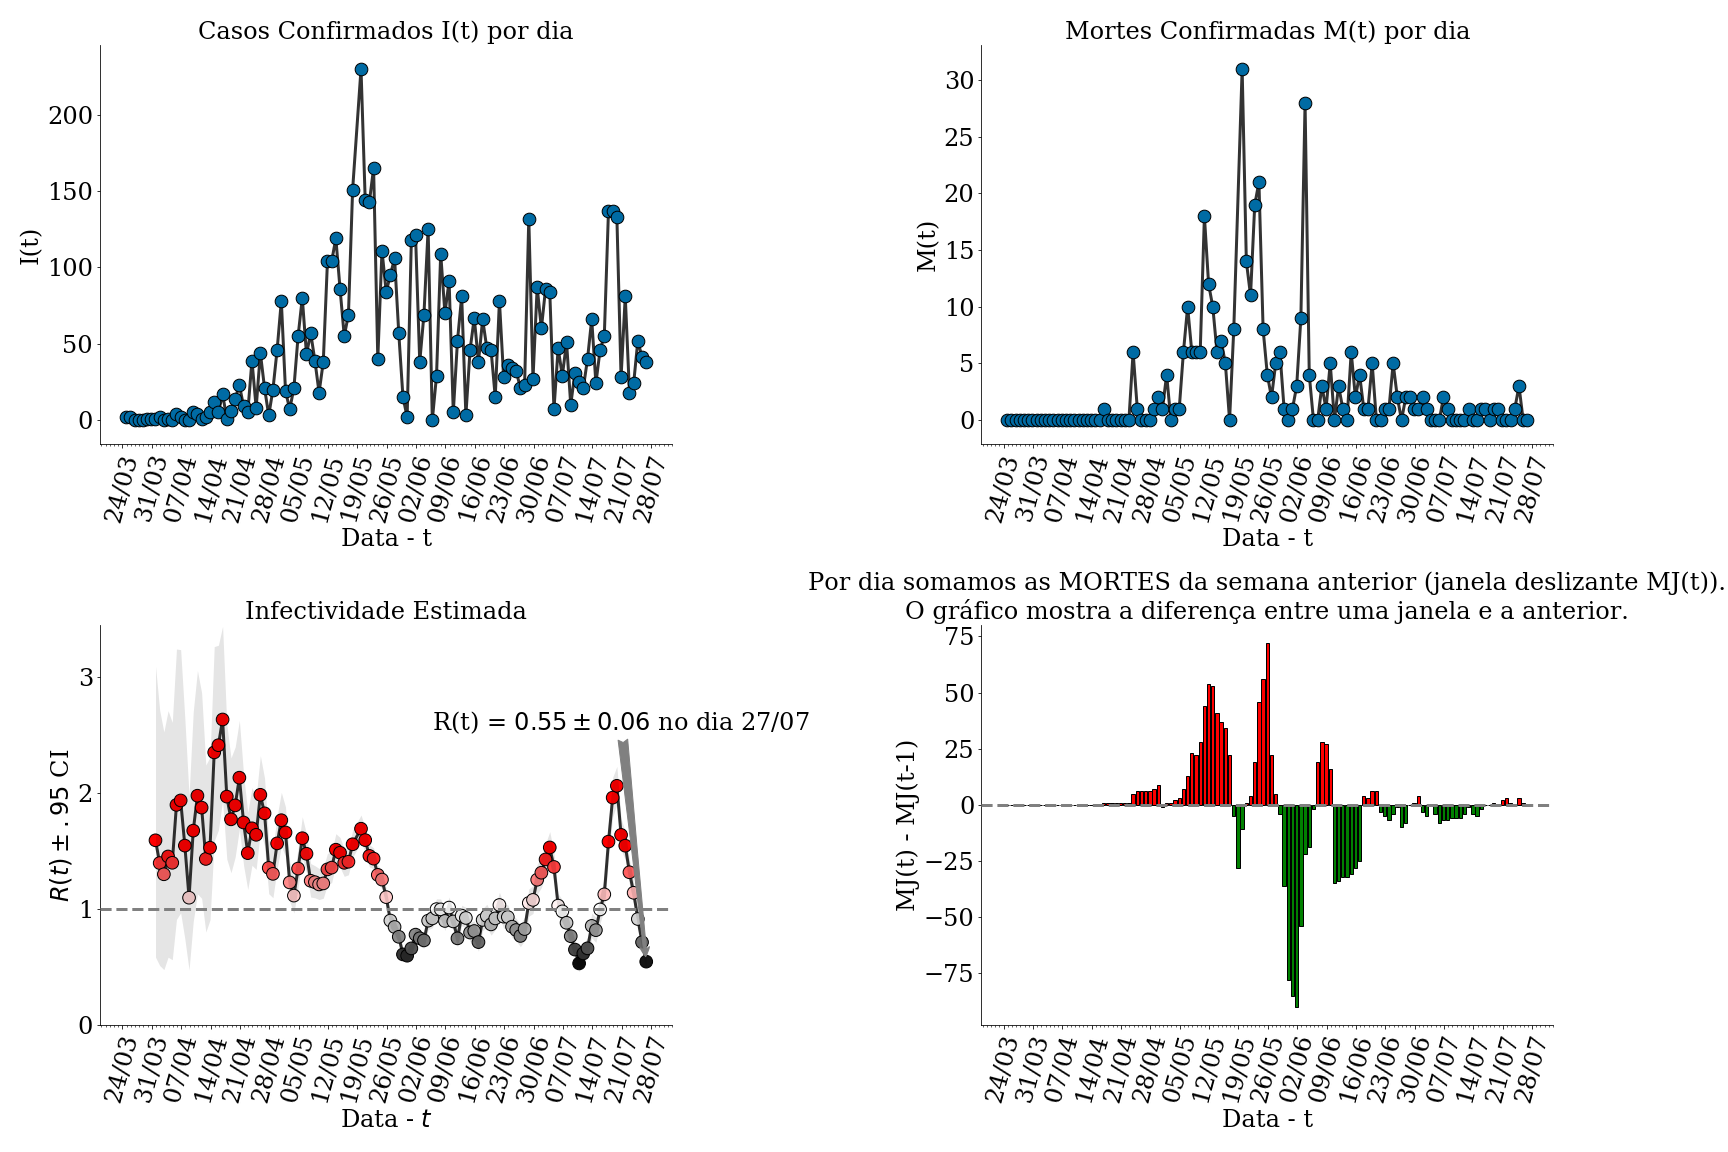 Casos Confirmados I(t) por dia
I(t)
200
150
100
50
0
24/03 31/03 07/04 14/04 21/04 28/04 05/05 12/05 19/05 26/05 02/06 09/06 16/06 23/06 30/06 07/07 14/07 21/07 28/07
Data - t
Mortes Confirmadas M(t) por dia
M(t)
30
25
20
15
10
5
0
24/03 31/03 07/04 14/04 21/04 28/04 05/05 12/05 19/05 26/05 02/06 09/06 16/06 23/06 30/06 07/07 14/07 21/07 28/07
Data - t
Infectividade Estimada
R(t) ± .95 CI
3
2
1
0
R(t) = 0.55 ± 0.06 no dia 27/07
24/03 31/03 07/04 14/04 21/04 28/04 05/05 12/05 19/05 26/05 02/06 09/06 16/06 23/06 30/06 07/07 14/07 21/07 28/07
Data - t
Por dia somamos as MORTES da semana anterior (janela deslizante MJ(t)).
O gráfico mostra a diferença entre uma janela e a anterior.
MJ(t) - MJ(t-1)
75
50
25
0
−25
−50
−75
24/03 31/03 07/04 14/04 21/04 28/04 05/05 12/05 19/05 26/05 02/06 09/06 16/06 23/06 30/06 07/07 14/07 21/07 28/07
Data - t